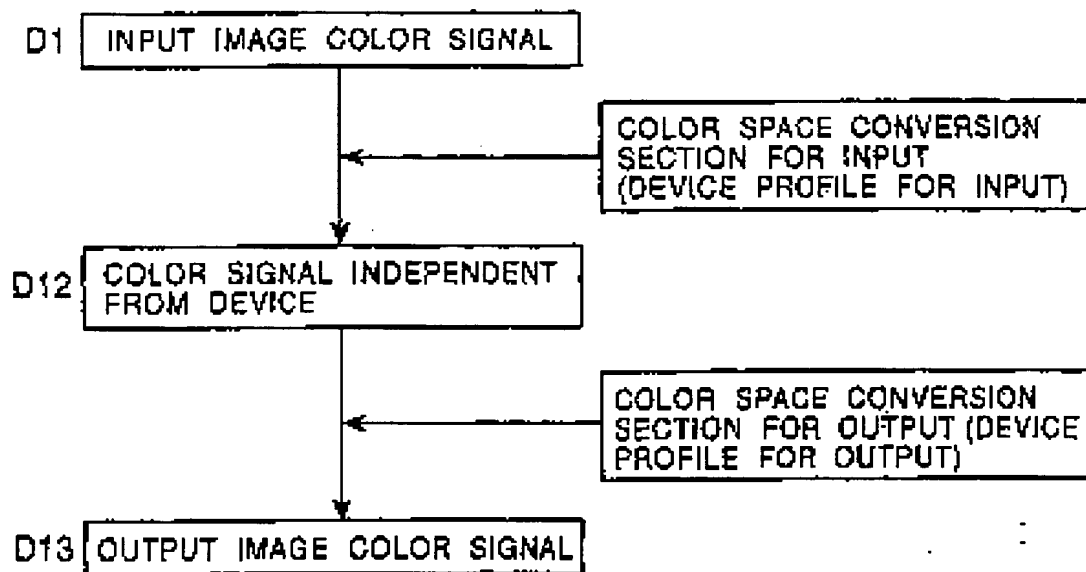 D1 INPUT IMAGE COLOR SIGNAL
COLOR SPACE CONVERSION
SECTION FOR INPUT
(DEVICE PROFILE FOR INPUT)
D12 COLOR SIGNAL INDEPENDENT
FROM DEVICE
COLOR SPACE CONVERSION
SECTION FOR OUTPUT (DEVICE
PROFILE FOR OUTPUT)
D13 OUTPUT IMAGE COLOR SIGNAL